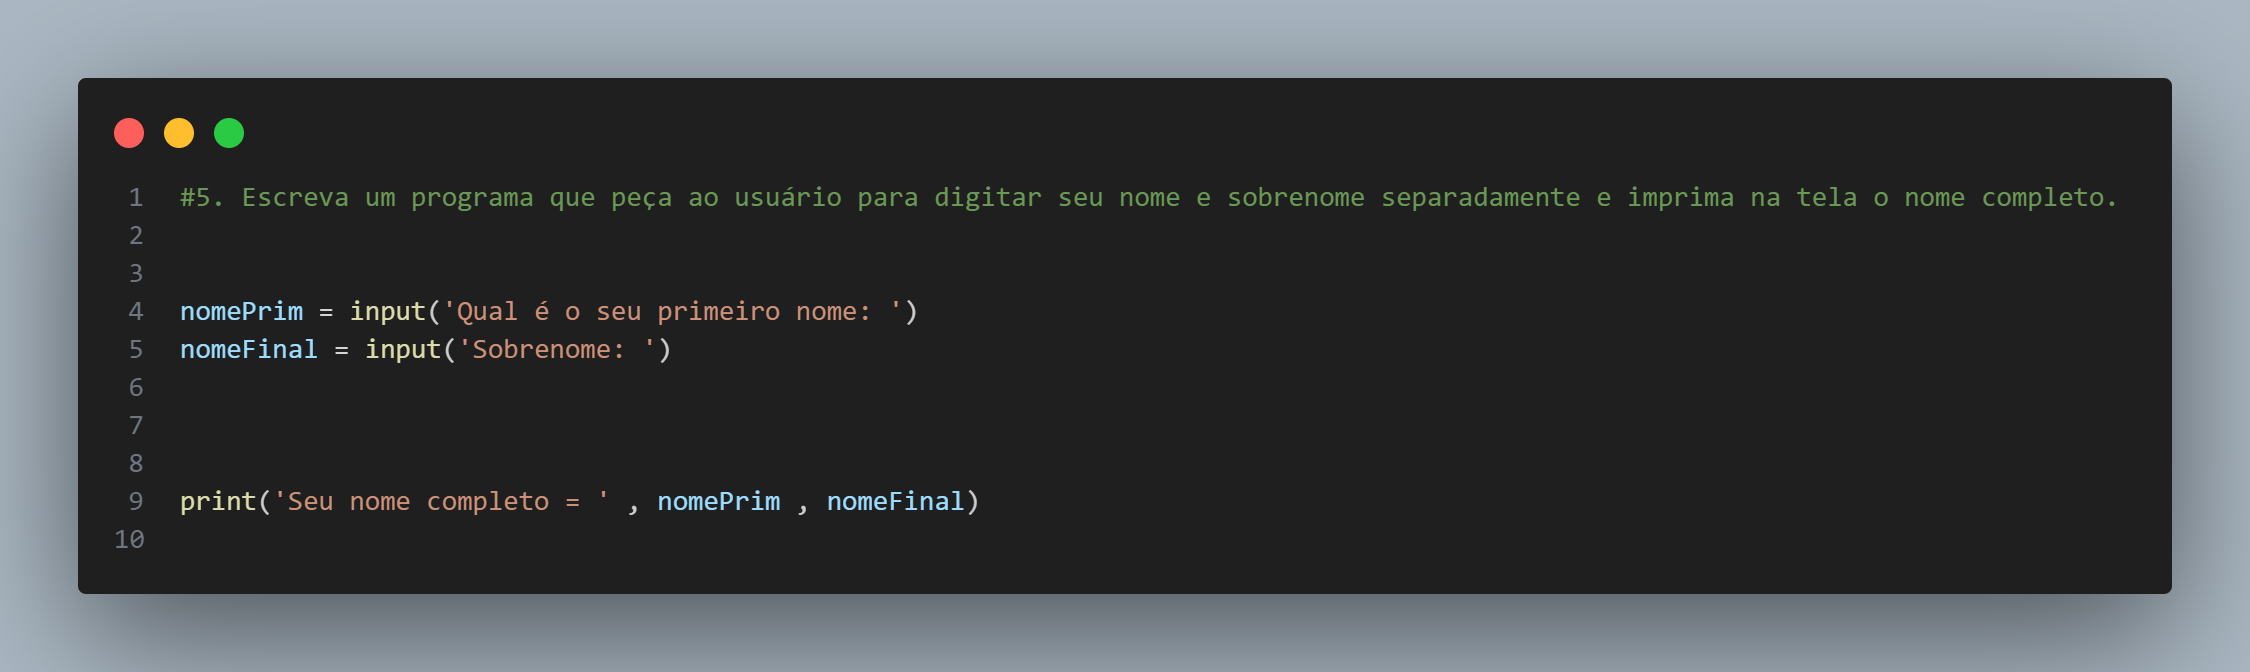 1 #5. Escreva um programa que peça ao usuário para digitar seu nome e sobrenome separadamente e imprima na tela o nome completo.
2
3
4 nomePrim = input('Qual é o seu primeiro nome: ')
5 nomeFinal = input('Sobrenome: ')
6
7
8
9 print('Seu nome completo = ' , nomePrim , nomeFinal)
10